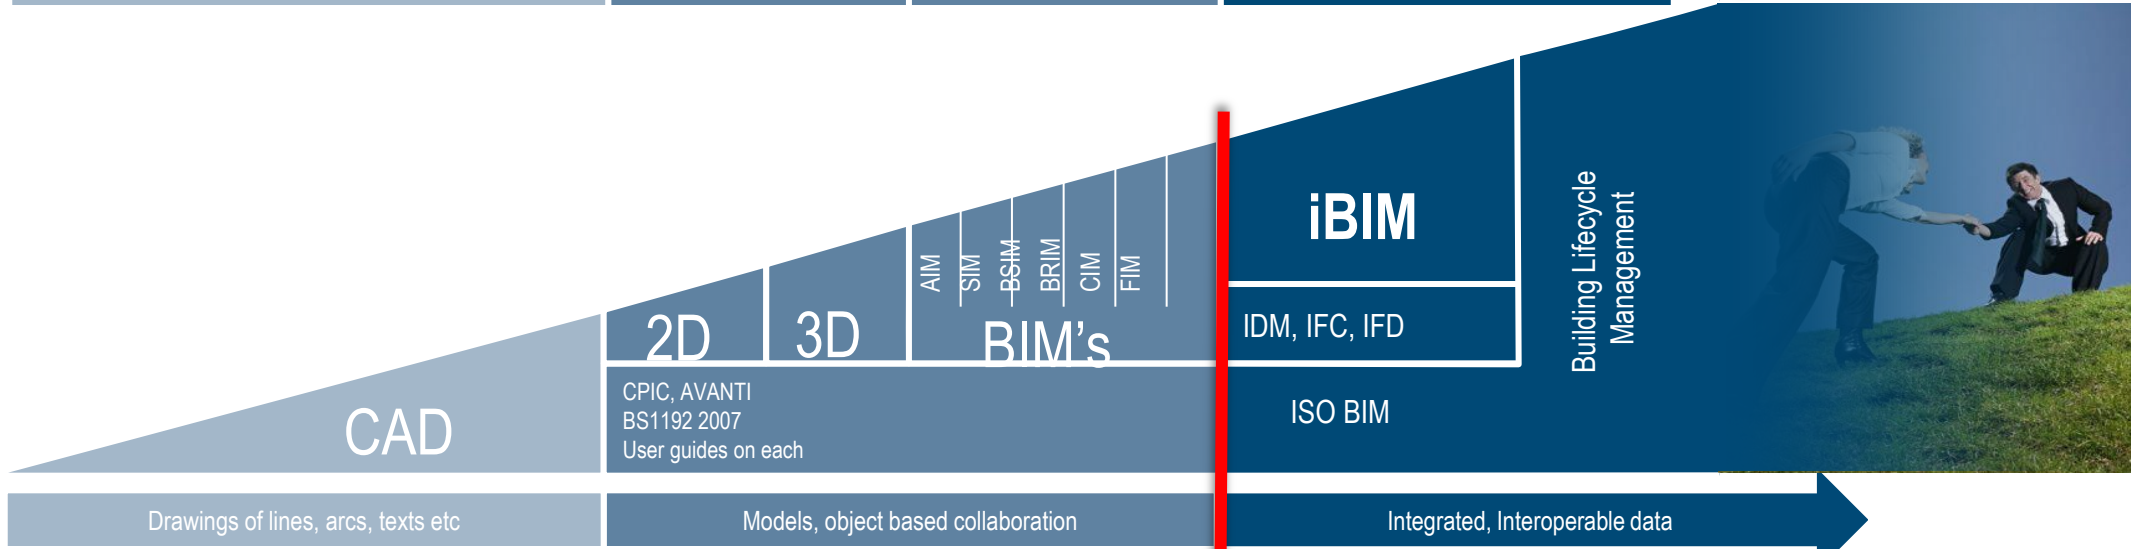 AIM
SIM
BSIM
BRIM
CIM
FIM
iBIM
Building Lifecycle
Management
2D
3D
BIM's
IDM, IFC, IFD
CAD
CPIC, AVANTI
BS1192 2007
User guides on each
ISO BIM
Drawings of lines, arcs, texts etc
Models, object based collaboration
Integrated, Interoperable data